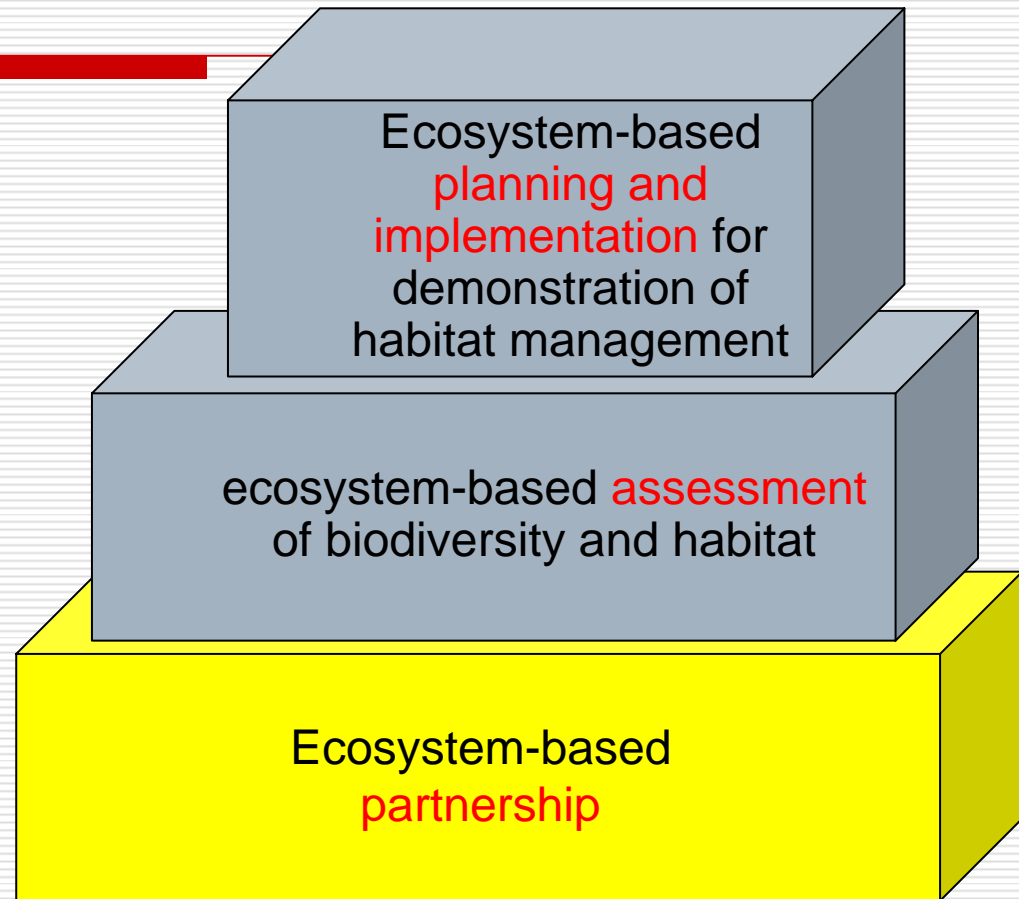 Ecosystem-based
planning and
implementation for
demonstration of
habitat management
ecosystem-based assessment
of biodiversity and habitat
Ecosystem-based
partnership